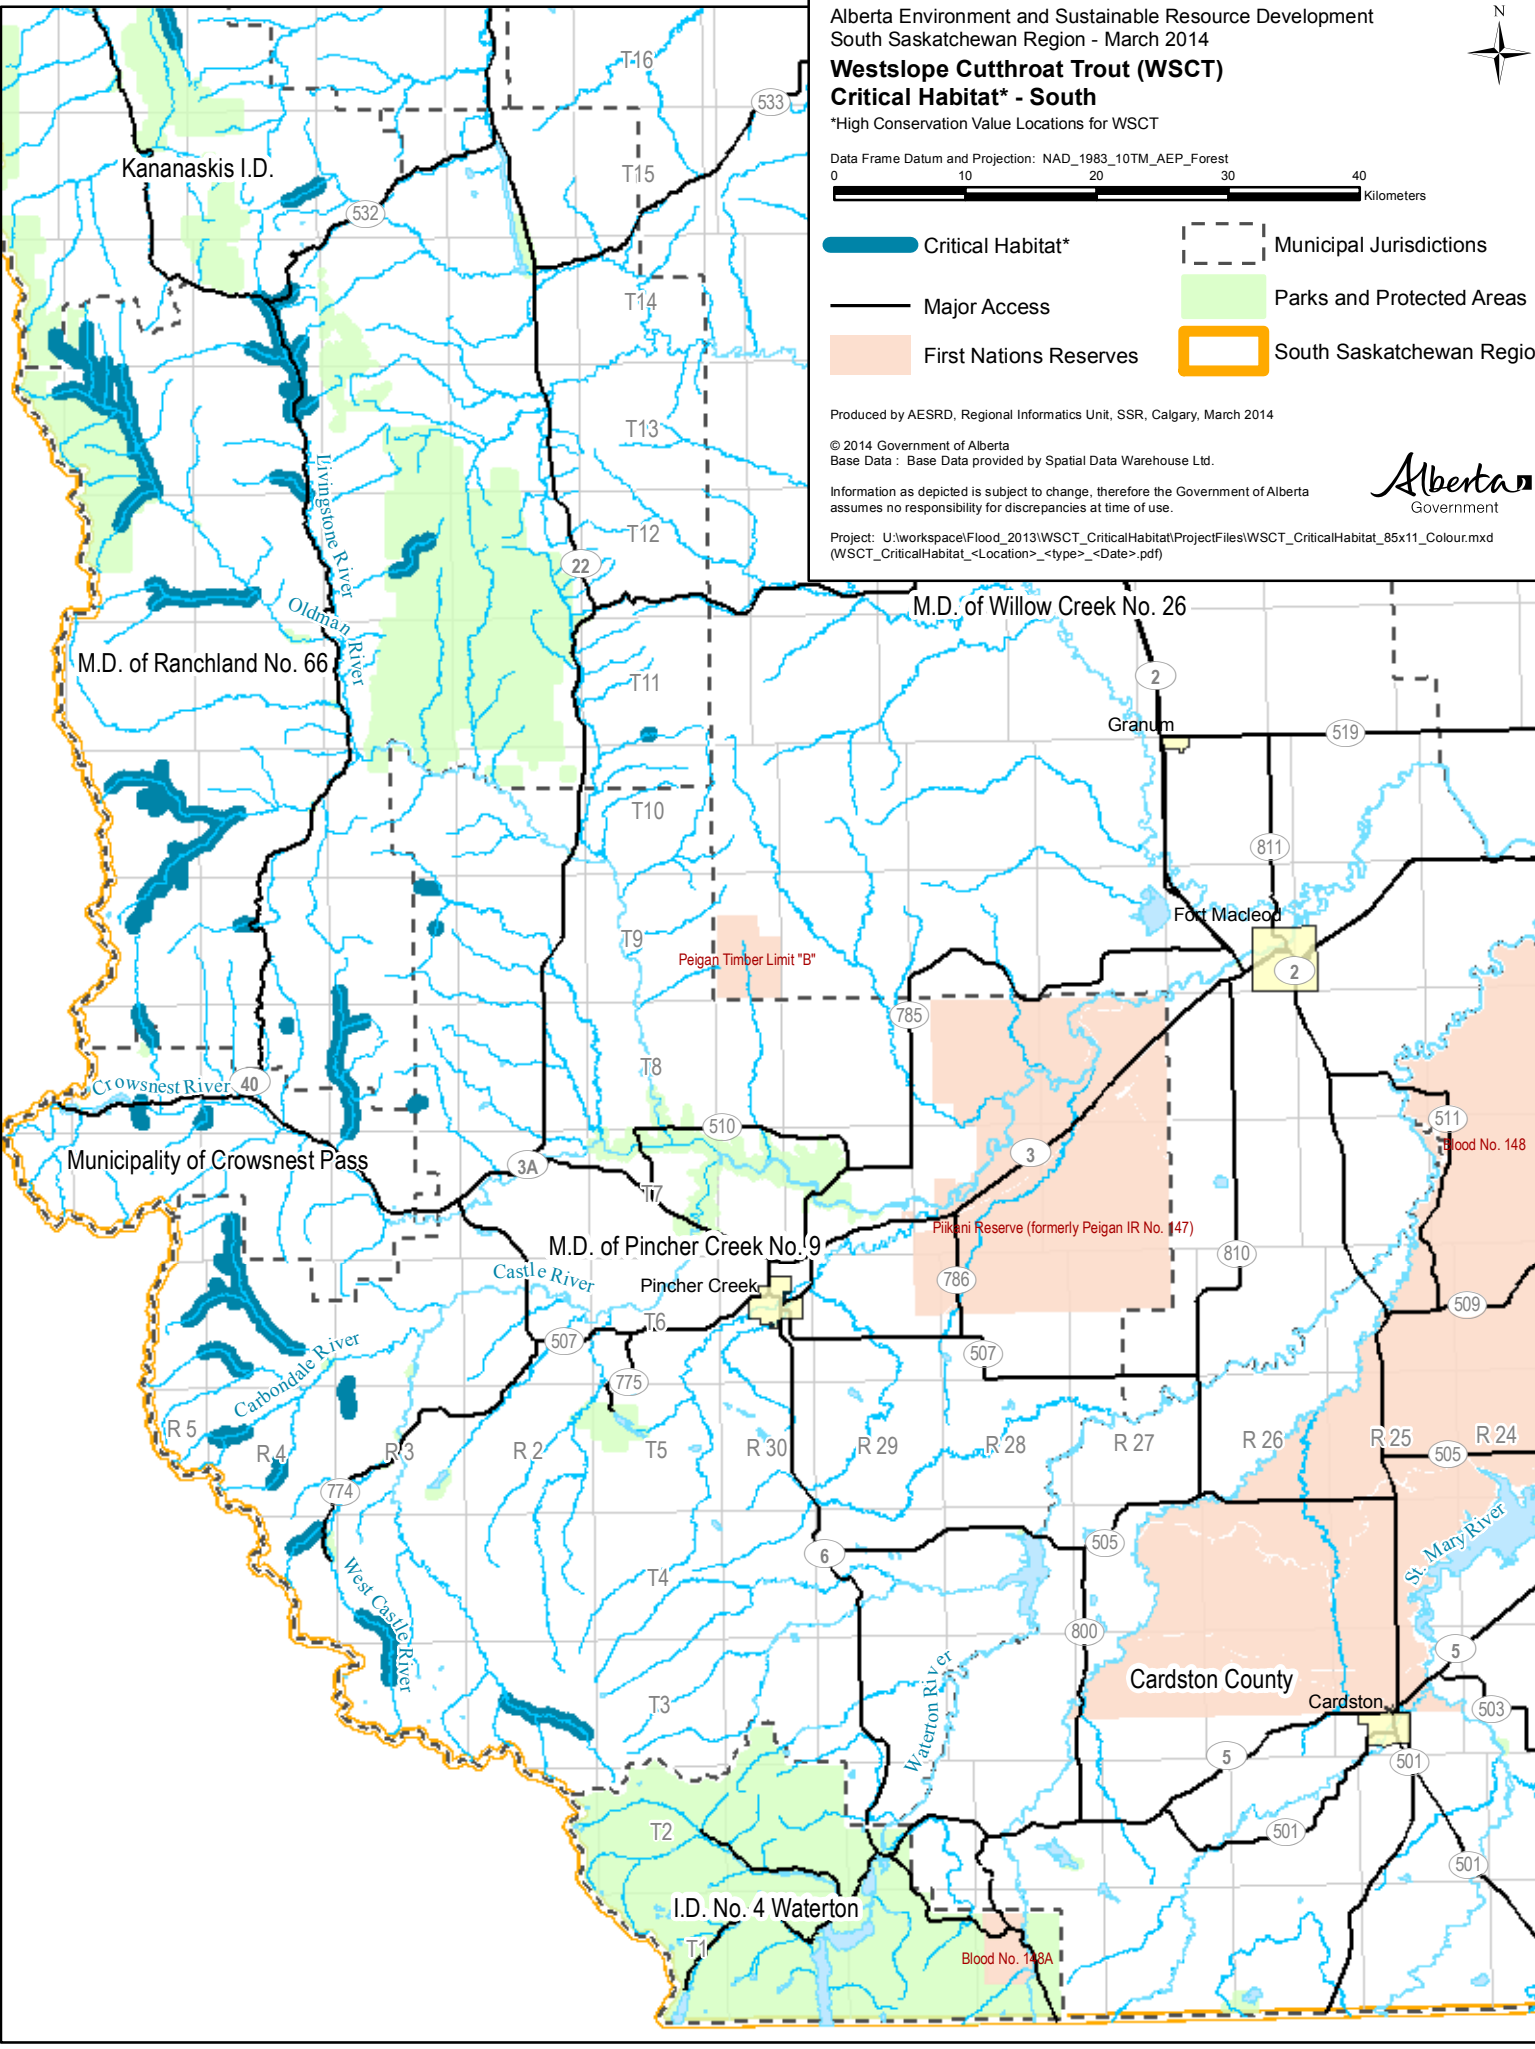 Alberta Environment and Sustainable Resource Development
South Saskatchewan Region - March 2014
Westslope Cutthroat Trout (WSCT)
Critical Habitat* - South
*High Conservation Value Locations for WSCT
N
Data Frame Datum and Projection: NAD_1983_10TM_AEP_Forest
0 10 20 30 40
Kilometers
Critical Habitat*
Municipal Jurisdictions
Major Access
Parks and Protected Areas
First Nations Reserves
South Saskatchewan Regio
Produced by AESRD, Regional Informatics Unit, SSR, Calgary, March 2014
© 2014 Government of Alberta
Base Data : Base Data provided by Spatial Data Warehouse Ltd.
Information as depicted is subject to change, therefore the Government of Alberta
assumes no responsibility for discrepancies at time of use.
Alberta
Government
Project: U:\workspace\Flood_2013\WSCT_CriticalHabitat\ProjectFiles\WSCT_CriticalHabitat_85x11_Colour.mxd
(WSCT_CriticalHabitat_<Location>_<type>_<Date>.pdf)
T16
533
Kananaskis I.D.
T15
532
T14
T13
Livingstone River
T12
22
Oldman River
M.D. of Willow Creek No. 26
M.D. of Ranchland No. 66
T11
2
Granum
519
T10
811
Fort Macleod
T9
Peigan Timber Limit "B"
2
785
T8
Crowsnest River
40
510
511
Blood No. 148
Municipality of Crowsnest Pass
3A
3
T7
Piikani Reserve (formerly Peigan IR No. 147)
M.D. of Pincher Creek No. 9
810
Castle River
Pincher Creek
786
509
T6
507
507
Carbondale River
775
R 5
R 4
R 3
R 2
T5
R 30
R 29
R 28
R 27
R 26
R 25
R 24
505
774
St. Mary River
6
505
West Castle River
T4
800
5
Waterton River
Cardston County
T3
Cardston
503
5
501
T2
501
501
I.D. No. 4 Waterton
T1
Blood No. 148A